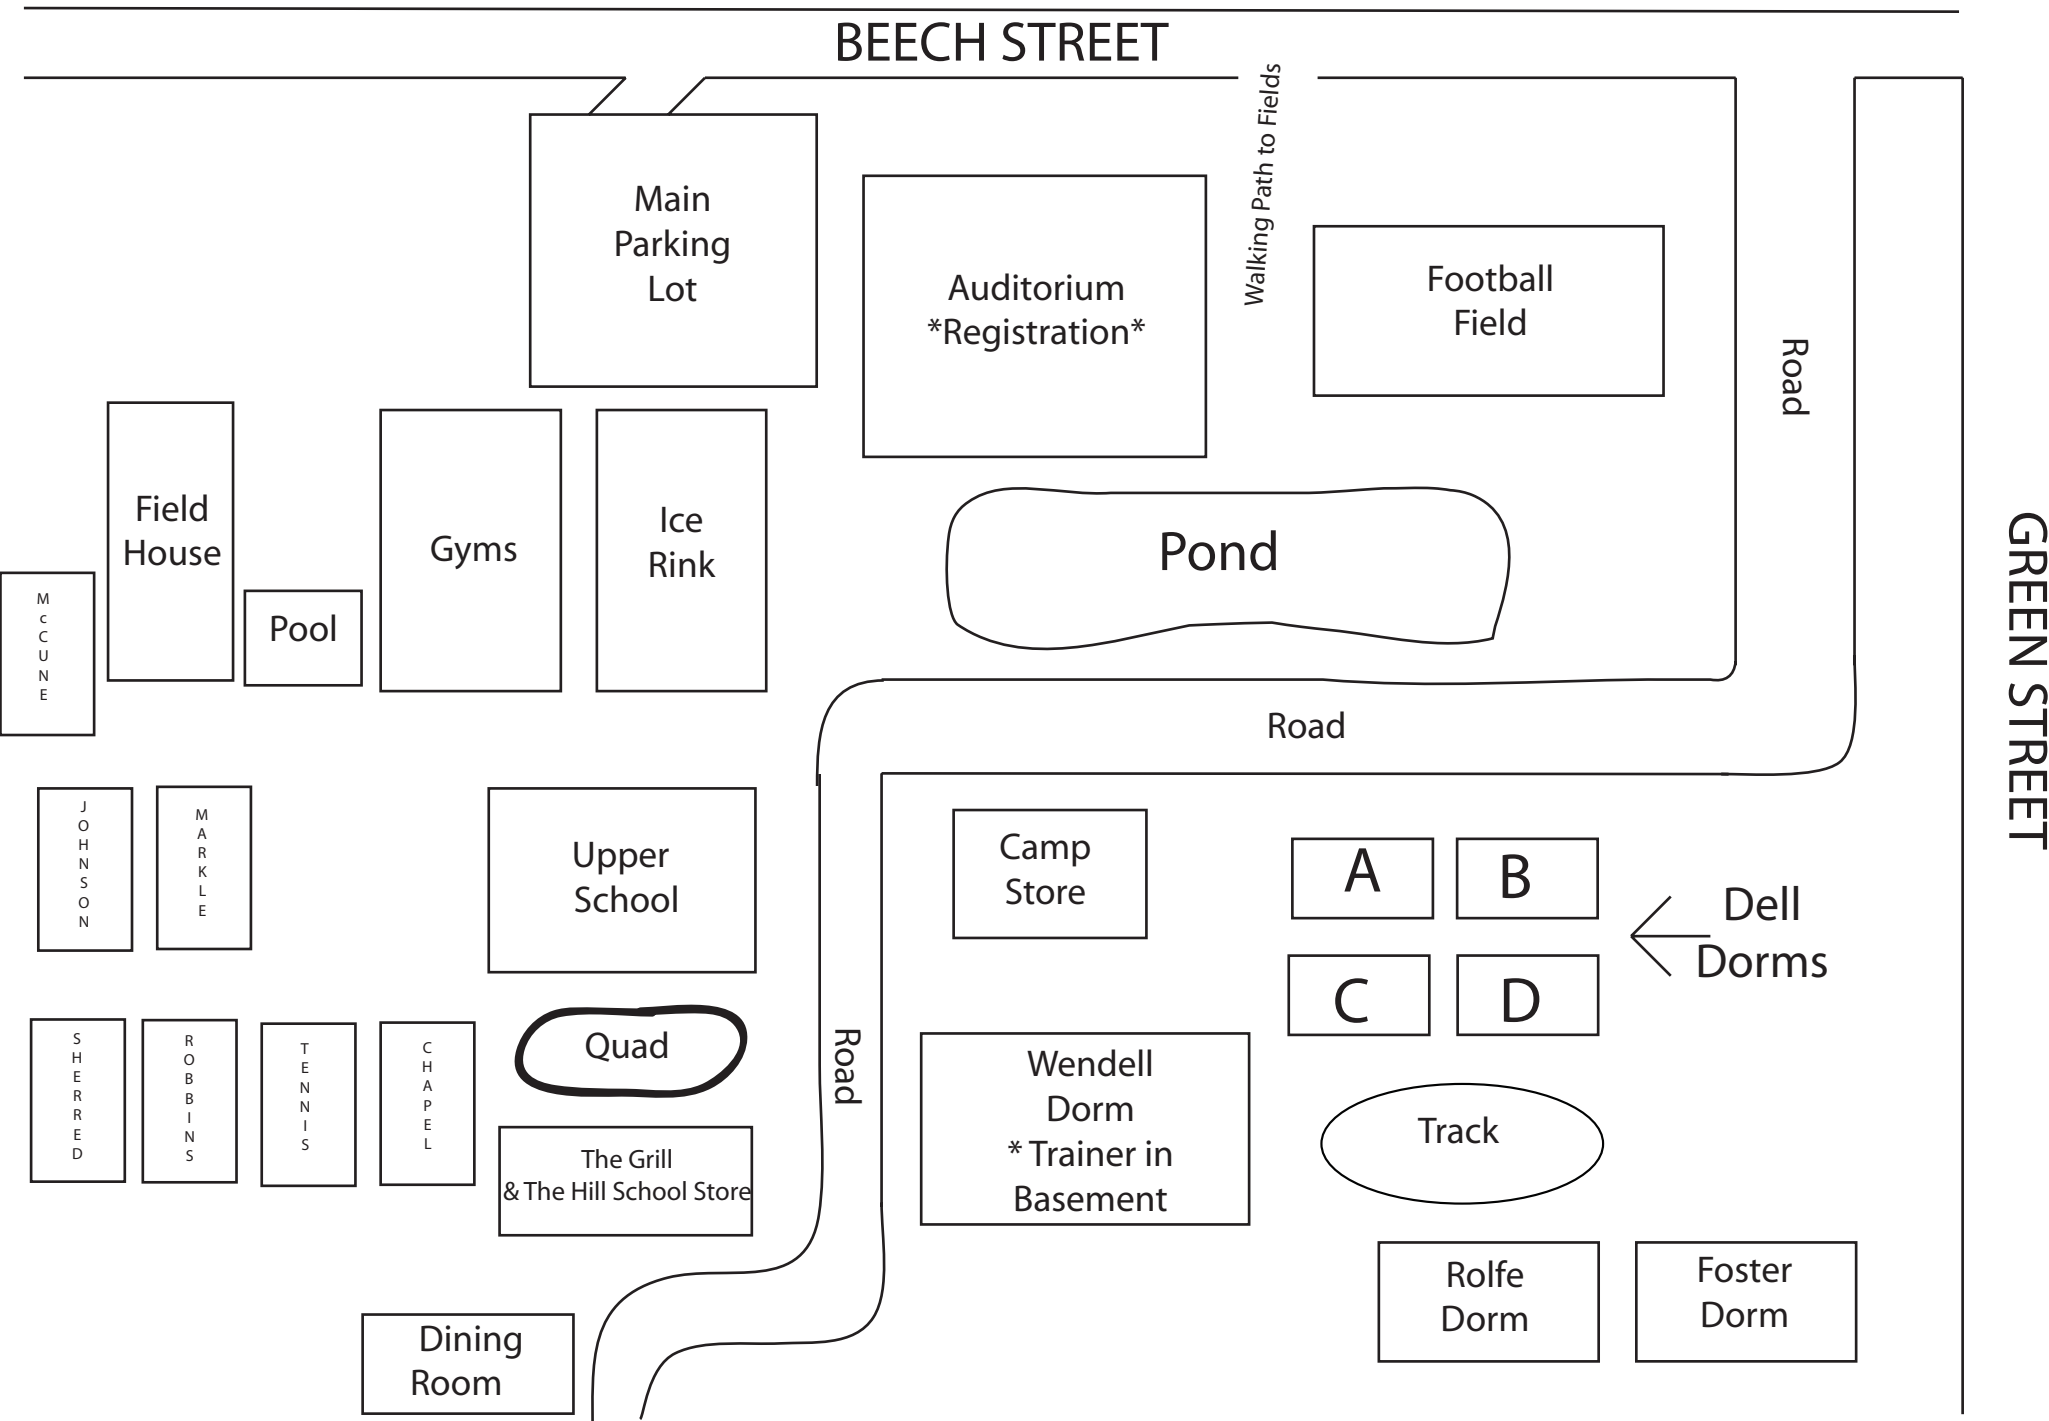 BEECH STREET
Walking Path to Fields
Main
Parking
Lot
Auditorium
*Registration*
Football
Field
Road
GREEN STREET
Field
House
Pool
Gyms
Ice
Rink
Pond
McCUNE
Road
JOHNSON
MARKLE
Upper
School
Camp
Store
A
B
C
D
Dell
Dorms
SHERRED
ROBBINS
TENNIS
CHAPEL
Quad
Road
Wendell
Dorm
* Trainer in
Basement
Track
The Grill
& The Hill School Store
Rolfe
Dorm
Foster
Dorm
Dining
Room